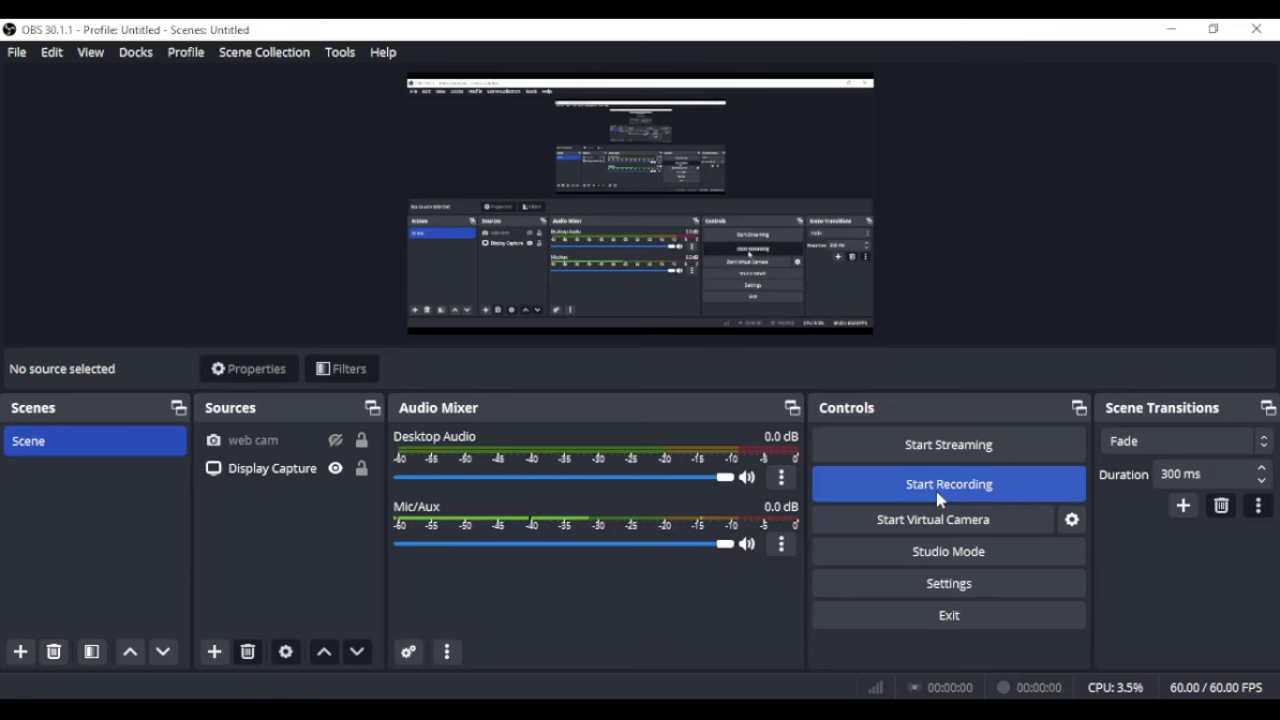 OBS 30.1.1 - Profile: Untitled - Scenes: Untitled
File Edit View Docks Profile Scene Collection Tools Help
No source selected Properties Filters
Scenes
Scene
Sources
web cam
Display Capture
Audio Mixer
Desktop Audio 0.0 dB
-60 -55 -50 -45 -40 -35 -30 -25 -20 -15 -10 -5 0
Mic/Aux 0.0 dB
-60 -55 -50 -45 -40 -35 -30 -25 -20 -15 -10 -5 0
Controls
Start Streaming
Start Recording
Start Virtual Camera
Studio Mode
Settings
Exit
Scene Transitions
Fade
Duration 300 ms
00:00:00 00:00:00 CPU: 3.5% 60.00 / 60.00 FPS